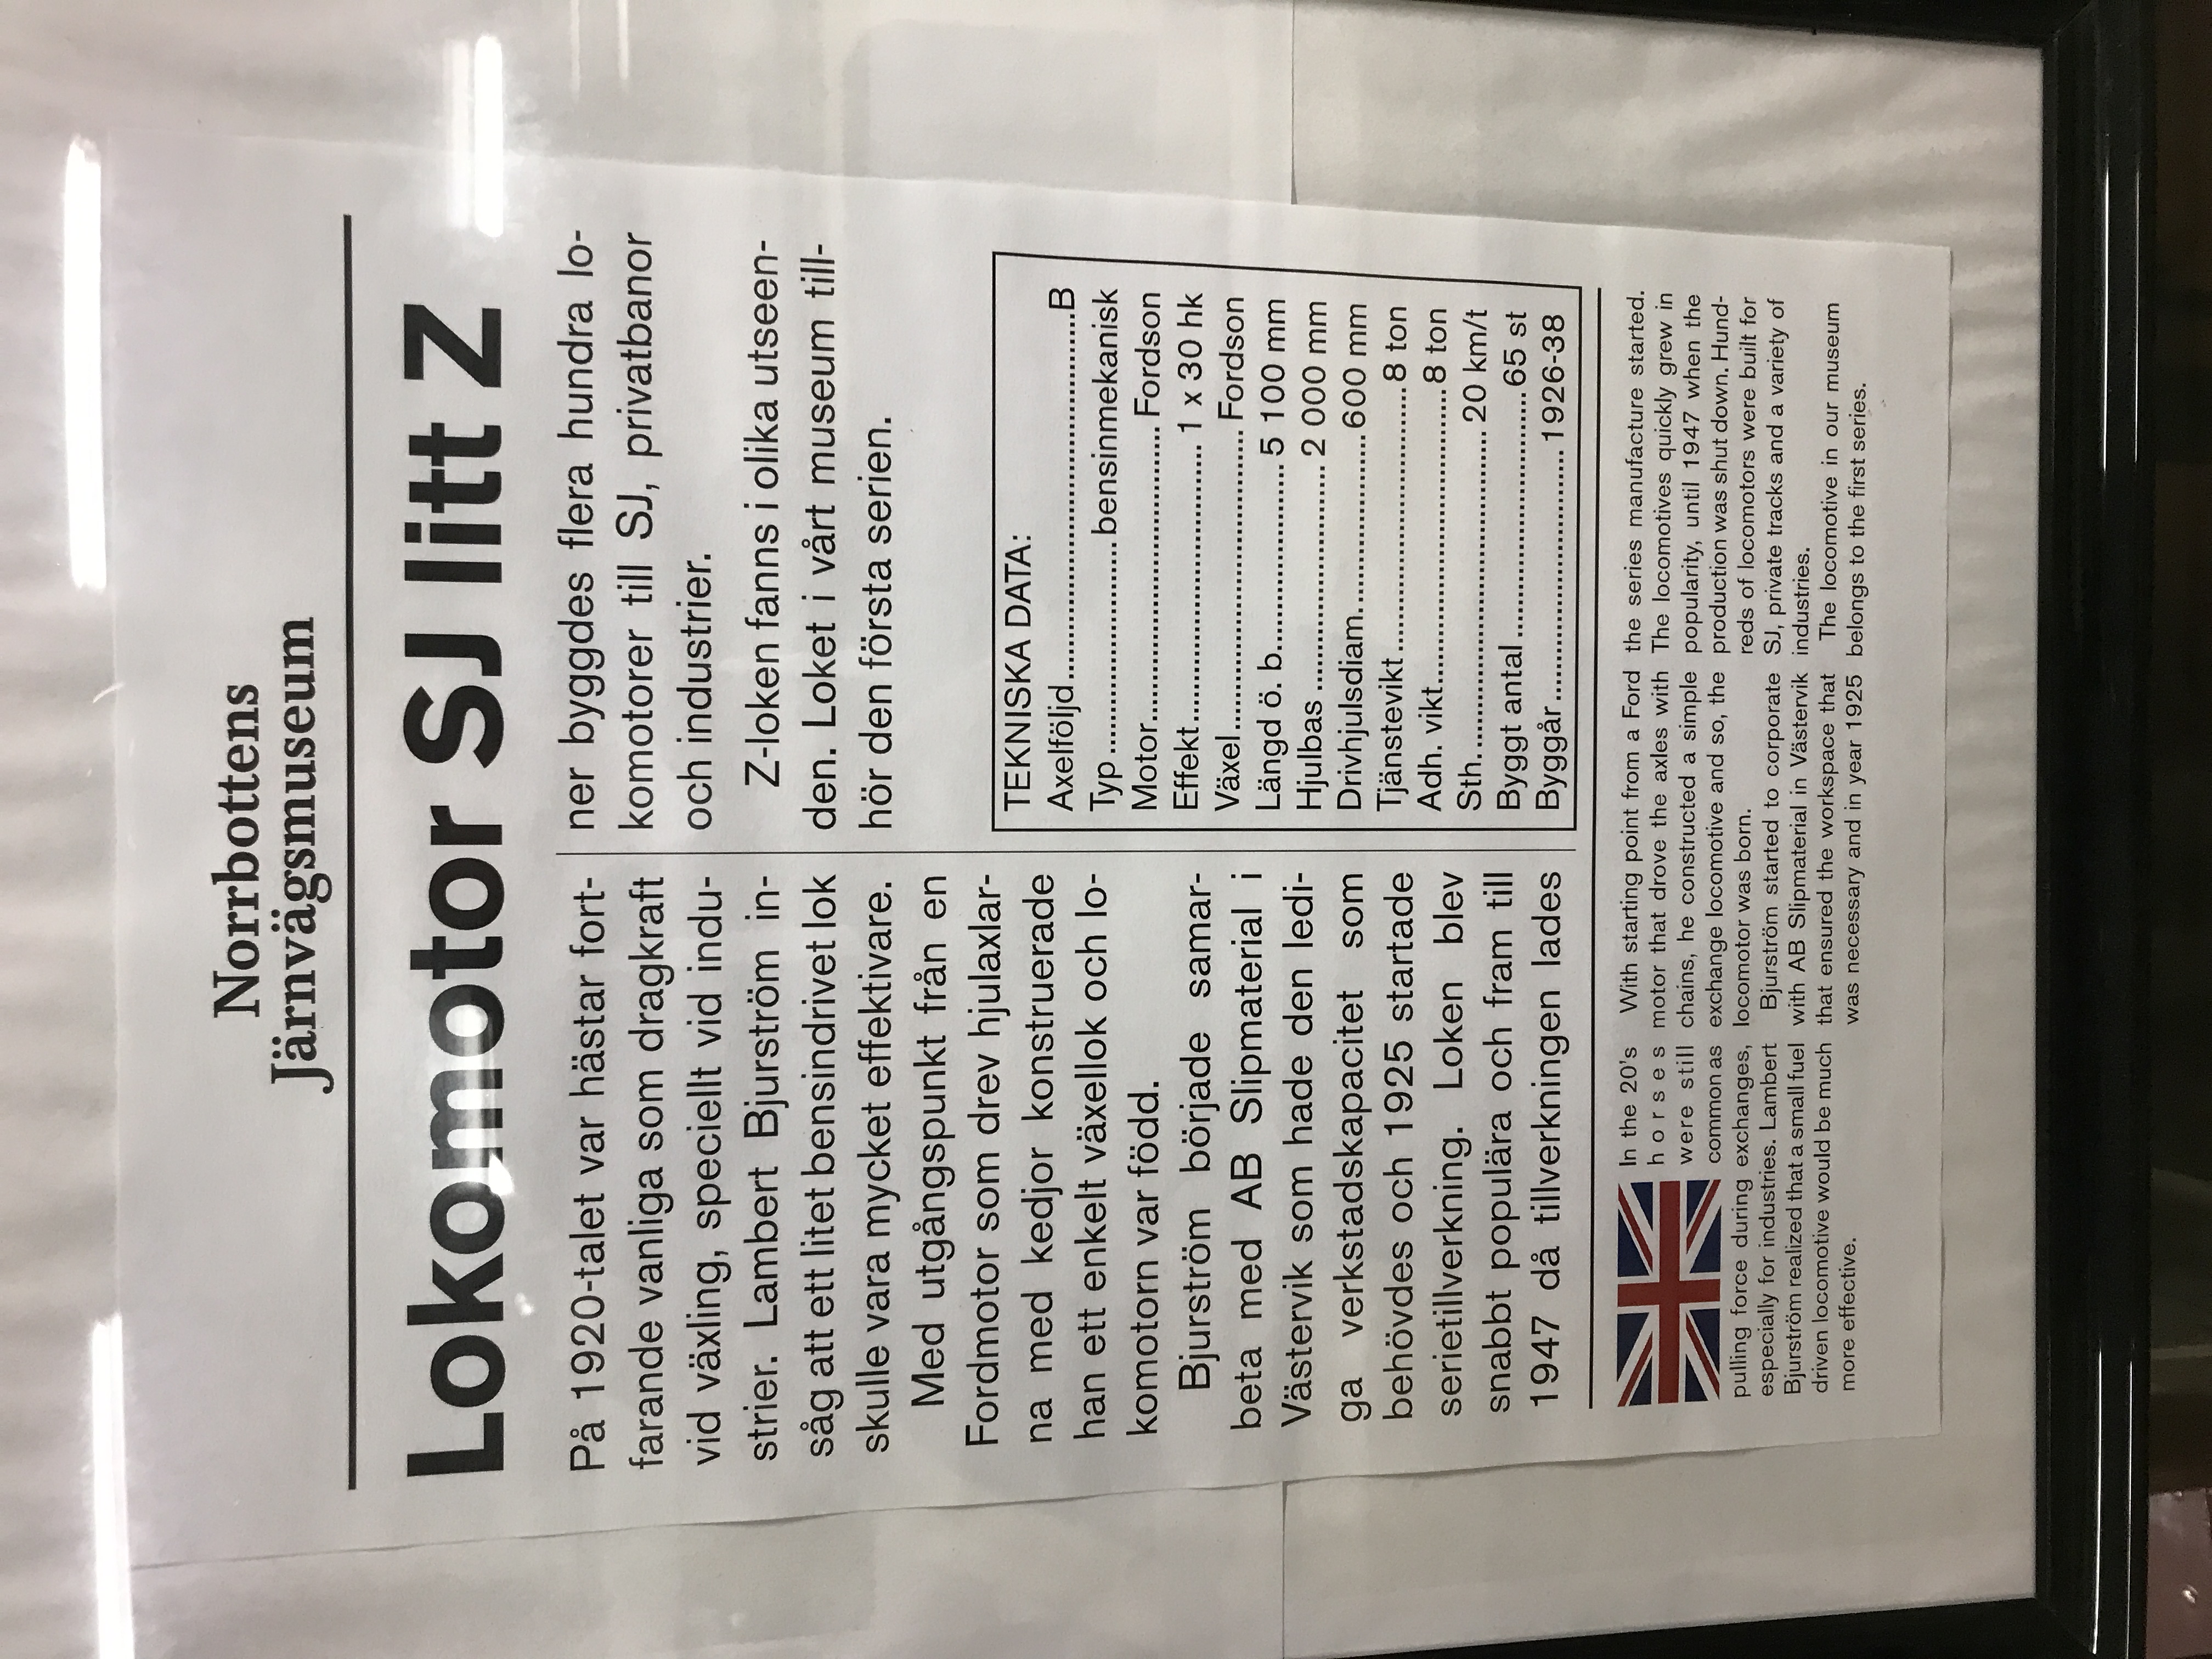 Norrbottens
Järnvägsmuseum
Lokomotor SJ litt Z
På 1920-talet var hästar fort-
farande vanliga som dragkraft
vid växling, speciellt vid indu-
strier. Lambert Bjurström in-
såg att ett litet bensindrivet lok
skulle vara mycket effektivare.
Med utgångspunkt från en
Fordmotor som drev hjulaxlar-
na med kedjor konstruerade
han ett enkelt växellok och lo-
komotorn var född.
Bjurström började samar-
beta med AB Slipmaterial i
Västervik som hade den ledi-
ga verkstadskapacitet som
behövdes och 1925 startade
serietillverkning. Loken blev
snabbt populära och fram till
1947 då tillverkningen lades
ner byggdes flera hundra lo-
komotorer till SJ, privatbanor
och industrier.
Z-loken fanns i olika utseen-
den. Loket i vårt museum till-
hör den första serien.
TEKNISKA DATA:
Axelföljd...............................................B
Typ........................bensinmekanisk
Motor.....................................Fordson
Effekt...............................1 x 30 hk
Växel......................................Fordson
Längd ö. b.......................5 100 mm
Hjulbas............................2 000 mm
Drivhjulsdiam......................600 mm
Tjänstevikt................................8 ton
Adh. vikt....................................8 ton
Sth........................................20 km/t
Byggt antal..............................65 st
Byggår...............................1926-38
In the 20's
horses
were still
common as
pulling force during exchanges,
especially for industries. Lambert
Bjurström realized that a small fuel
driven locomotive would be much
more effective.
With starting point from a Ford
motor that drove the axles with
chains, he constructed a simple
exchange locomotive and so, the
locomotor was born.
Bjurström started to corporate
with AB Slipmaterial in Västervik
that ensured the workspace that
was necessary and in year 1925
the series manufacture started.
The locomotives quickly grew in
popularity, until 1947 when the
production was shut down. Hund-
reds of locomotors were built for
SJ, private tracks and a variety of
industries.
The locomotive in our museum
belongs to the first series.